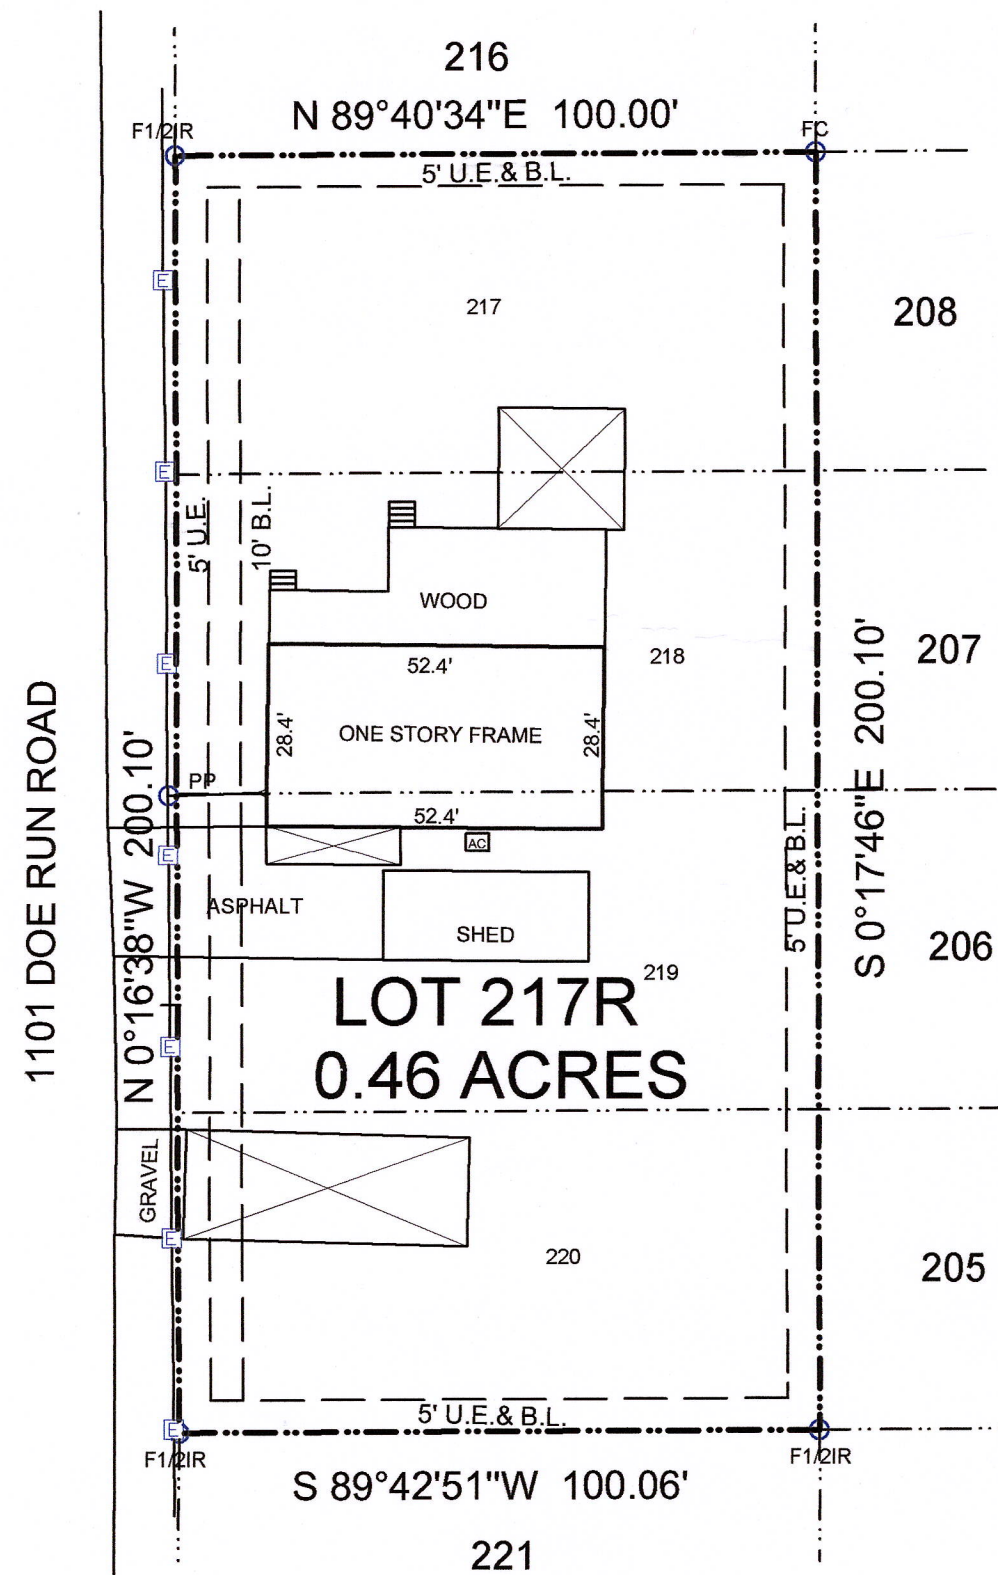 216
N 89°40'34"E 100.00'
F1/2IR
FC
5' U.E.& B.L.
E
217
208
E
5' U.E.
10' B.L.
WOOD
E
52.4'
218
207
28.4'
ONE STORY FRAME
28.4'
1101 DOE RUN ROAD
N 0°16'38"W 200.10'
S 0°17'46"E 200.10'
PP
52.4'
AC
E
5' U.E.& B.L.
ASPHALT
SHED
206
219
LOT 217R
E
0.46 ACRES
GRAVEL
E
220
205
5' U.E.& B.L.
E
F1/2IR
F1/2IR
S 89°42'51"W 100.06'
221